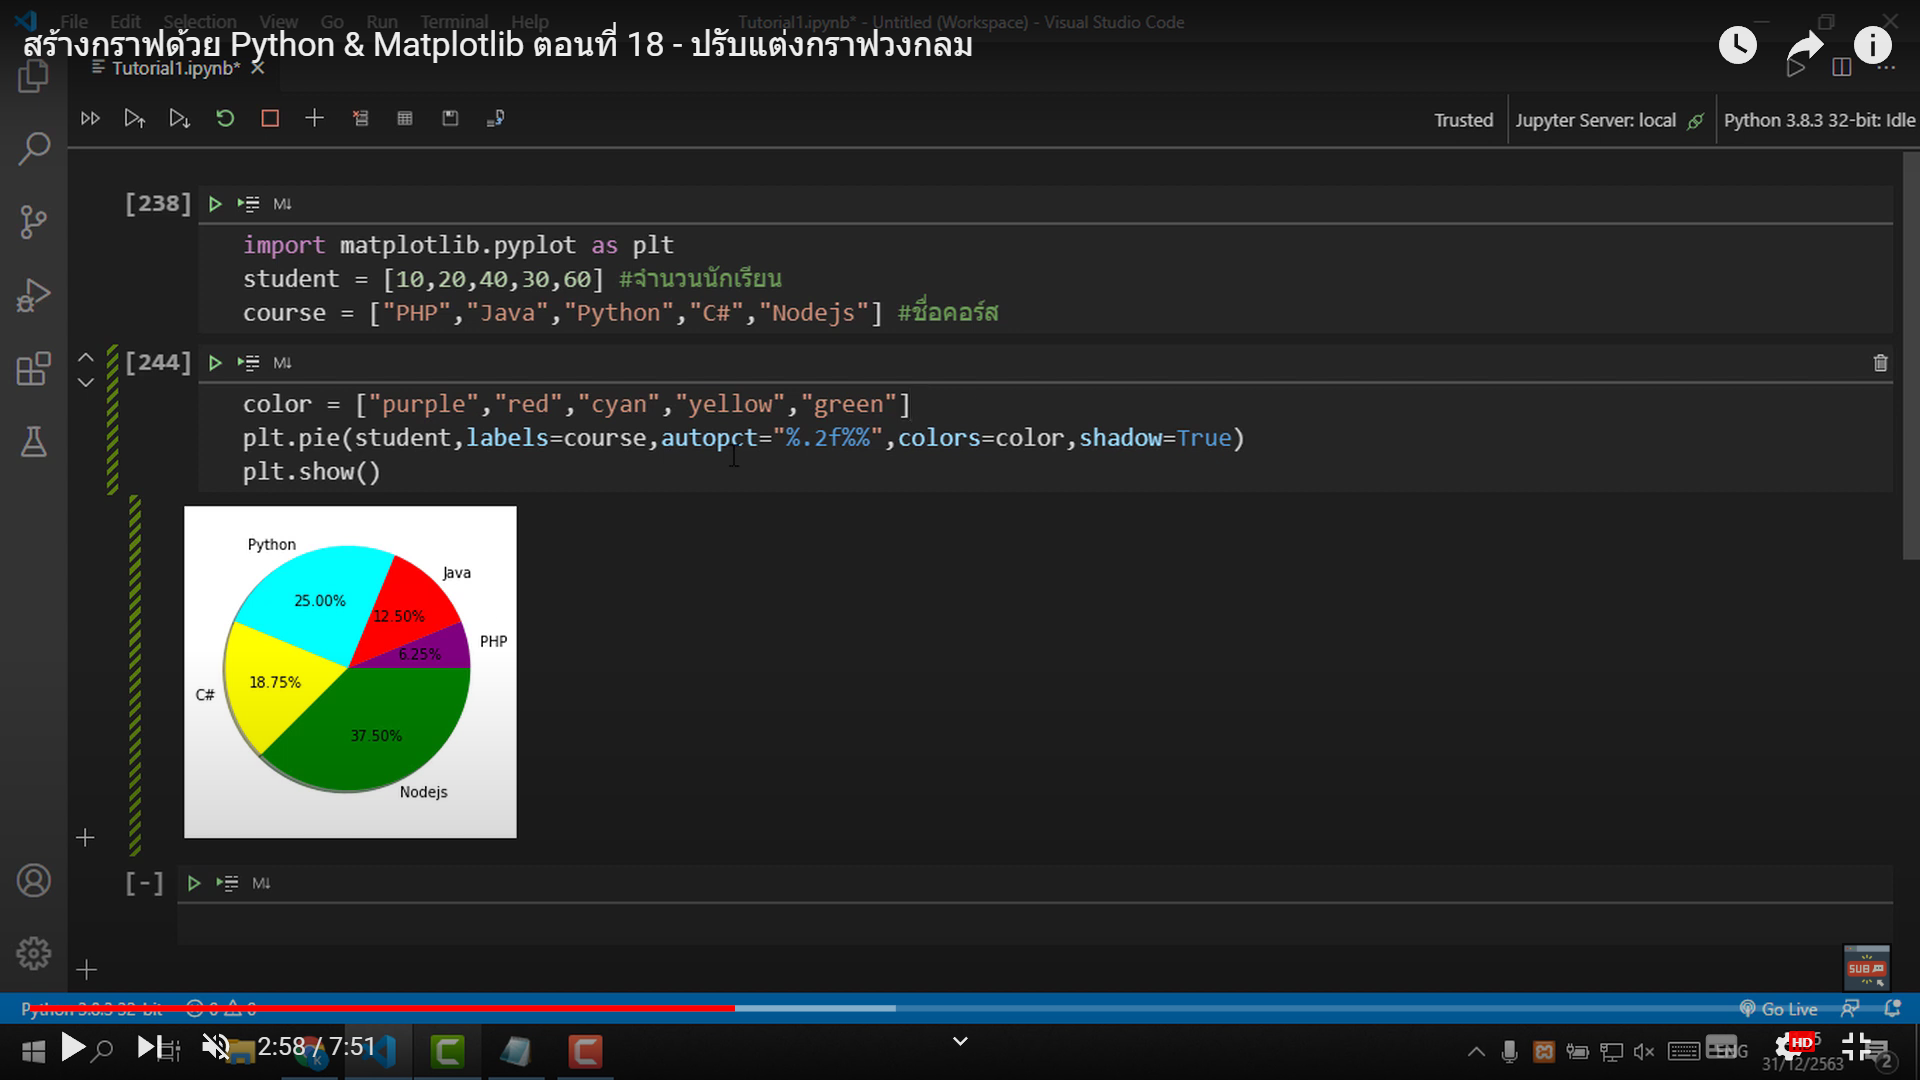 File Edit Selection View Go Run Terminal Help
Tutorial1.ipynb* - Untitled (Workspace) - Visual Studio Code
สร้างกราฟด้วย Python & Matplotlib ตอนที่ 18 - ปรับแต่งกราฟวงกลม
Tutorial1.ipynb*
Trusted
Jupyter Server: local
Python 3.8.3 32-bit: Idle
[238]
M↓
import matplotlib.pyplot as plt
student = [10,20,40,30,60] #จำนวนนักเรียน
course = ["PHP","Java","Python","C#","Nodejs"] #ชื่อคอร์ส
[244]
M↓
color = ["purple","red","cyan","yellow","green"]
plt.pie(student,labels=course,autopct="%.2f%%",colors=color,shadow=True)
plt.show()
Python
Java
25.00%
12.50%
PHP
6.25%
18.75%
C#
37.50%
Nodejs
[-]
M↓
SUB
Python 3.8.3 32-bit
0
0
Go Live
2:58 / 7:51
ENG
HD
31/12/2563
2